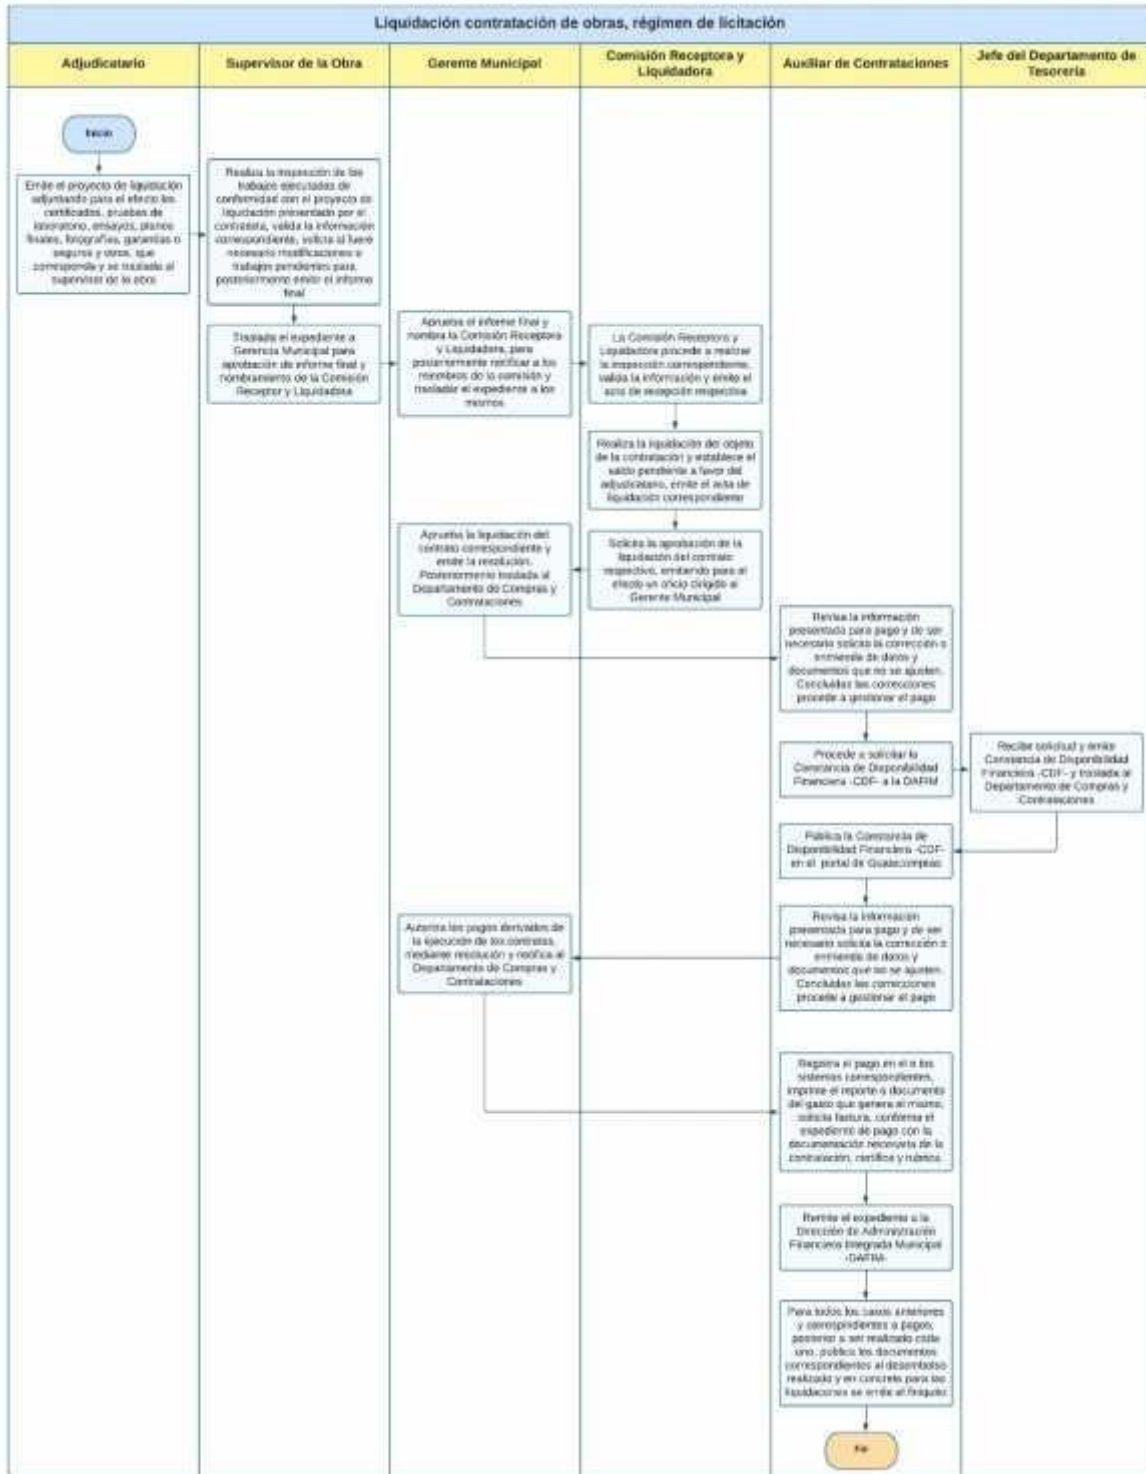 Liquidación contratación de obras, régimen de licitación
Adjudicatario
Supervisor de la Obra
Gerente Municipal
Comisión Receptora y
Liquidadora
Auxiliar de Contrataciones
Jefe del Departamento de
Tesorería
Inicio
Emite el proyecto de liquidación
adjuntando para el efecto los
certificados, pruebas de
laboratorio, ensayos, planos
finales, fotografías, garantías o
seguros y otros, que
corresponda y se traslada al
supervisor de la obra
Realiza la inspección de los
trabajos ejecutados de
conformidad con el proyecto de
liquidación presentado por el
contratista, valida la información
correspondiente, solicita si fuere
necesario modificaciones o
trabajos pendientes para
posteriormente emitir el informe
final
Traslada el expediente a
Gerencia Municipal para
aprobación de informe final y
nombramiento de la Comisión
Receptor y Liquidadora
Aprueba el informe final y
nombra la Comisión Receptora
y Liquidadora, para
posteriormente notificar a los
miembros de la comisión y
trasladar el expediente a los
mismos
La Comisión Receptora y
Liquidadora procede a realizar
la inspección correspondiente,
valida la información y emite el
acta de recepción respectiva
Realiza la liquidación del objeto
de la contratación y establece el
saldo pendiente a favor del
adjudicatario, emite el acta de
liquidación correspondiente
Solicita la aprobación de la
liquidación del contrato
respectivo, emitiendo para el
efecto un oficio dirigido al
Gerente Municipal
Aprueba la liquidación del
contrato correspondiente y
emite la resolución.
Posteriormente traslada al
Departamento de Compras y
Contrataciones
Revisa la información
presentada para pago y de ser
necesario solicita la corrección o
enmienda de datos y
documentos que no se ajusten.
Concluidas las correcciones
procede a gestionar el pago
Procede a solicitar la
Constancia de Disponibilidad
Financiera -CDF- a la DAFIM
Recibe solicitud y emite
Constancia de Disponibilidad
Financiera -CDF- y traslada al
Departamento de Compras y
Contrataciones
Publica la Constancia de
Disponibilidad Financiera -CDF-
en el portal de Guatecompras
Revisa la información
presentada para pago y de ser
necesario solicita la corrección o
enmienda de datos y
documentos que no se ajusten.
Concluidas las correcciones
procede a gestionar el pago
Autoriza los pagos derivados de
la ejecución de los contratos,
mediante resolución y notifica al
Departamento de Compras y
Contrataciones
Registra el pago en el o los
sistemas correspondientes,
imprime el reporte o documento
del gasto que genera el mismo,
solicita factura, conforma el
expediente de pago con la
documentación necesaria de la
contratación, certifica y rubrica
Remite el expediente a la
Dirección de Administración
Financiera Integrada Municipal
-DAFIM-
Para todos los casos anteriores
y correspondientes a pagos,
posterior a ser realizado cada
uno, publica los documentos
correspondientes al desembolso
realizado y en concreto para las
liquidaciones se emite el finiquito
Fin